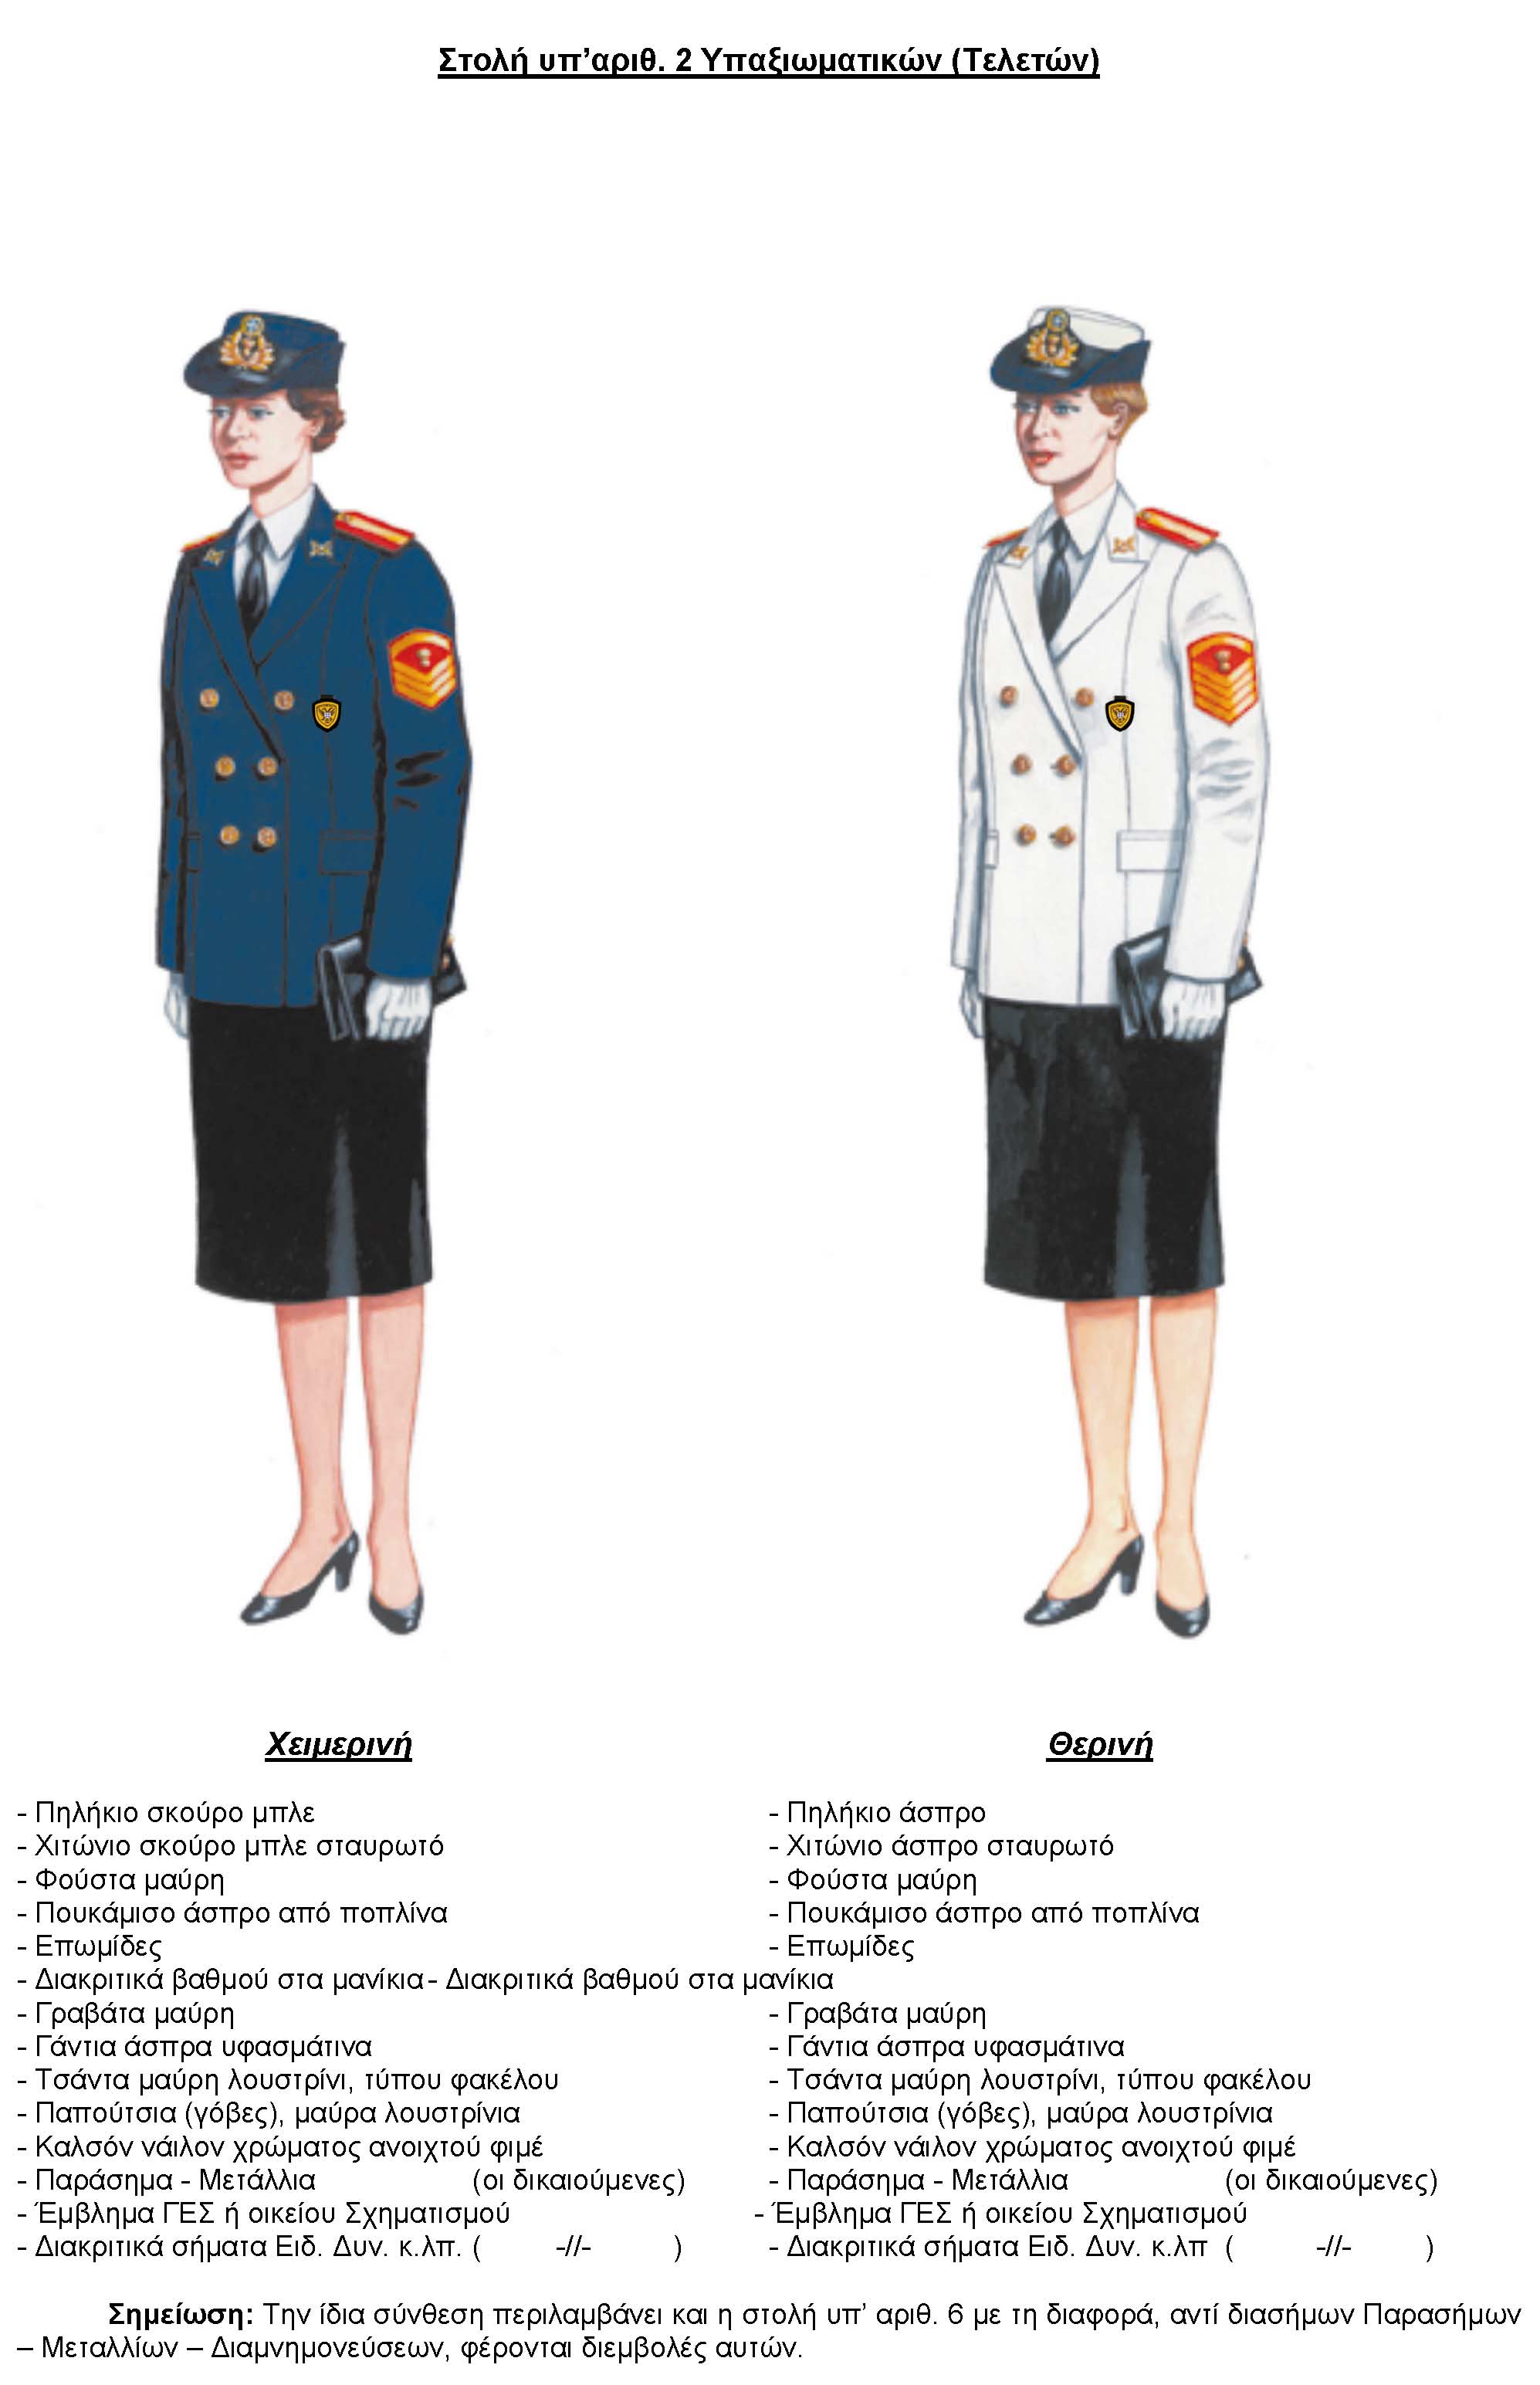 Στολή υπ’αριθ. 2 Υπαξιωματικών (Τελετών)
Χειμερινή
- Πηλήκιο σκούρο μπλε
- Χιτώνιο σκούρο μπλε σταυρωτό
- Φούστα μαύρη
- Πουκάμισο άσπρο από ποπλίνα
- Επωμίδες
- Διακριτικά βαθμού στα μανίκια
- Γραβάτα μαύρη
- Γάντια άσπρα υφασμάτινα
- Τσάντα μαύρη λουστρίνι, τύπου φακέλου
- Παπούτσια (γόβες), μαύρα λουστρίνια
- Καλσόν νάιλον χρώματος ανοιχτού φιμέ
- Παράσημα - Μετάλλια (οι δικαιούμενες)
- Έμβλημα ΓΕΣ ή οικείου Σχηματισμού
- Διακριτικά σήματα Ειδ. Δυν. κ.λπ. ( -//- )
Θερινή
- Πηλήκιο άσπρο
- Χιτώνιο άσπρο σταυρωτό
- Φούστα μαύρη
- Πουκάμισο άσπρο από ποπλίνα
- Επωμίδες
- Διακριτικά βαθμού στα μανίκια
- Γραβάτα μαύρη
- Γάντια άσπρα υφασμάτινα
- Τσάντα μαύρη λουστρίνι, τύπου φακέλου
- Παπούτσια (γόβες), μαύρα λουστρίνια
- Καλσόν νάιλον χρώματος ανοιχτού φιμέ
- Παράσημα - Μετάλλια (οι δικαιούμενες)
- Έμβλημα ΓΕΣ ή οικείου Σχηματισμού
- Διακριτικά σήματα Ειδ. Δυν. κ.λπ ( -//- )
Σημείωση: Την ίδια σύνθεση περιλαμβάνει και η στολή υπ’ αριθ. 6 με τη διαφορά, αντί διασήμων Παρασήμων
– Μεταλλίων – Διαμνημονεύσεων, φέρονται διεμβολές αυτών.